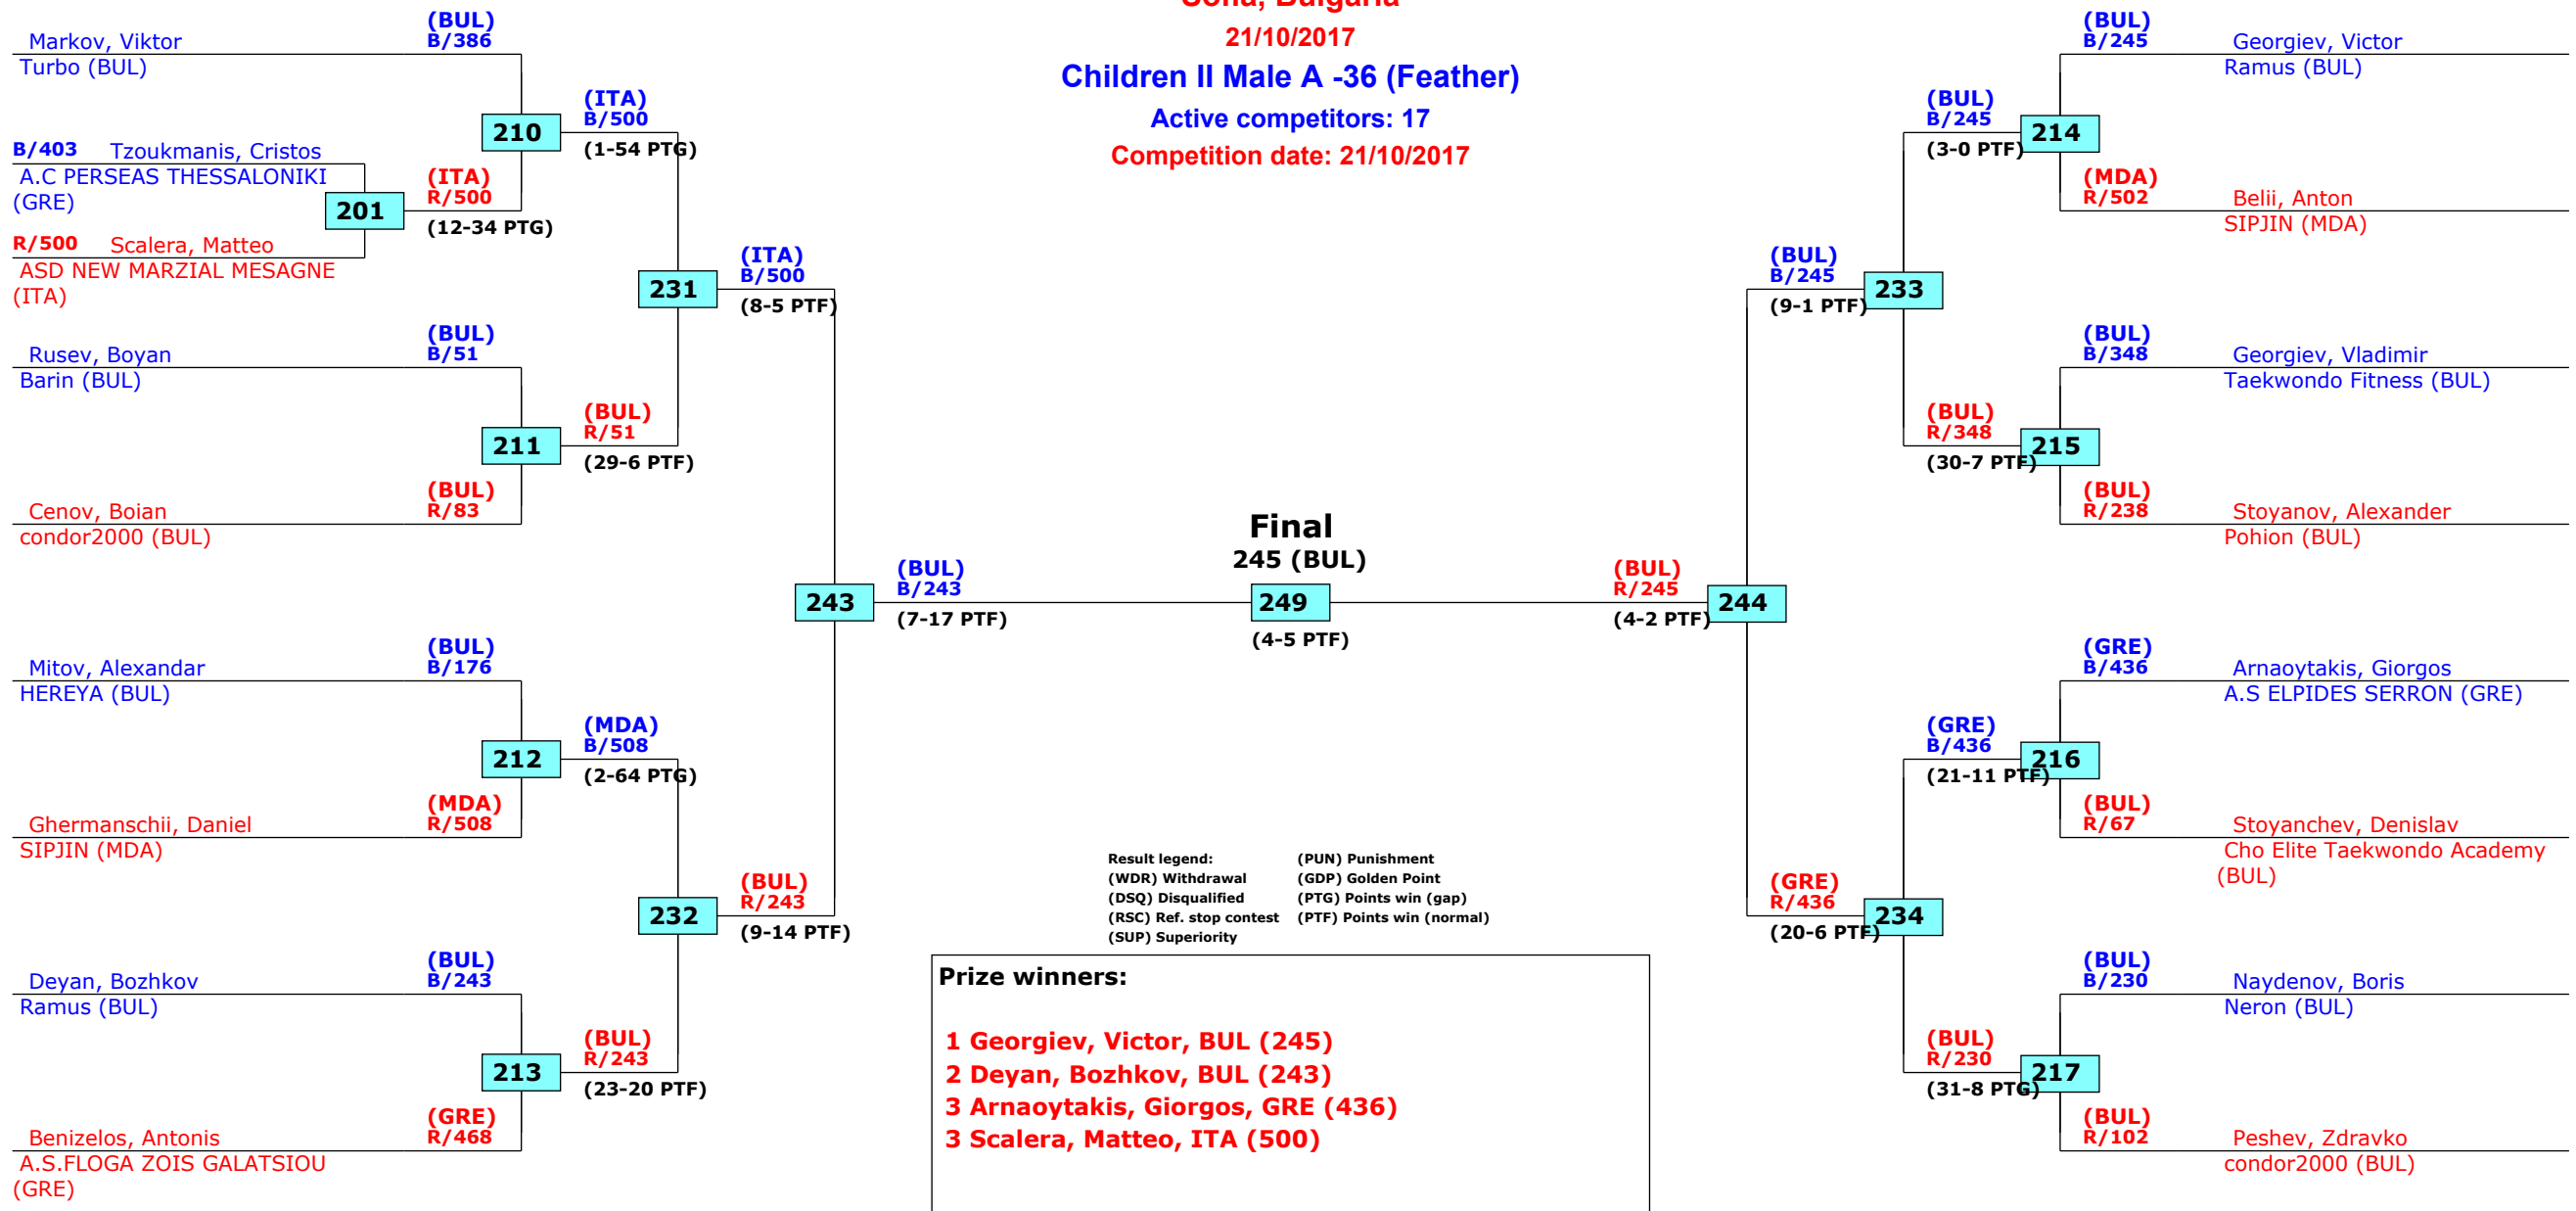 Sofia, Bulgaria
21/10/2017
Children II Male A -36 (Feather)
Active competitors: 17
Competition date: 21/10/2017
(BUL)
B/386
Markov, Viktor
Turbo (BUL)
210
(ITA)
B/500
(1-54 PTG)
B/403 Tzoukmanis, Cristos
A.C PERSEAS THESSALONIKI
(GRE)
201
(ITA)
R/500
(12-34 PTG)
R/500 Scalera, Matteo
ASD NEW MARZIAL MESAGNE
(ITA)
231
(ITA)
B/500
(8-5 PTF)
(BUL)
B/51
Rusev, Boyan
Barin (BUL)
211
(BUL)
R/51
(29-6 PTF)
(BUL)
R/83
Cenov, Boian
condor2000 (BUL)
243
(BUL)
B/243
(7-17 PTF)
(BUL)
B/176
Mitov, Alexandar
HEREYA (BUL)
212
(MDA)
B/508
(2-64 PTG)
(MDA)
R/508
Ghermanschii, Daniel
SIPJIN (MDA)
232
(BUL)
R/243
(9-14 PTF)
(BUL)
B/243
Deyan, Bozhkov
Ramus (BUL)
213
(BUL)
R/243
(23-20 PTF)
(GRE)
R/468
Benizelos, Antonis
A.S.FLOGA ZOIS GALATSIOU
(GRE)
Final
245 (BUL)
249
(4-5 PTF)
(BUL)
B/245
Georgiev, Victor
Ramus (BUL)
(BUL)
B/245
214
(3-0 PTF)
(MDA)
R/502
Belii, Anton
SIPJIN (MDA)
(BUL)
B/245
233
(9-1 PTF)
(BUL)
B/348
Georgiev, Vladimir
Taekwondo Fitness (BUL)
(BUL)
R/348
215
(30-7 PTF)
(BUL)
R/238
Stoyanov, Alexander
Pohion (BUL)
(BUL)
R/245
244
(4-2 PTF)
(GRE)
B/436
Arnaoytakis, Giorgos
A.S ELPIDES SERRON (GRE)
(GRE)
B/436
216
(21-11 PTF)
(BUL)
R/67
Stoyanchev, Denislav
Cho Elite Taekwondo Academy
(BUL)
(GRE)
R/436
234
(20-6 PTF)
(BUL)
B/230
Naydenov, Boris
Neron (BUL)
(BUL)
R/230
217
(31-8 PTG)
(BUL)
R/102
Peshev, Zdravko
condor2000 (BUL)
Result legend: (PUN) Punishment
(WDR) Withdrawal (GDP) Golden Point
(DSQ) Disqualified (PTG) Points win (gap)
(RSC) Ref. stop contest (PTF) Points win (normal)
(SUP) Superiority
Prize winners:
1 Georgiev, Victor, BUL (245)
2 Deyan, Bozhkov, BUL (243)
3 Arnaoytakis, Giorgos, GRE (436)
3 Scalera, Matteo, ITA (500)